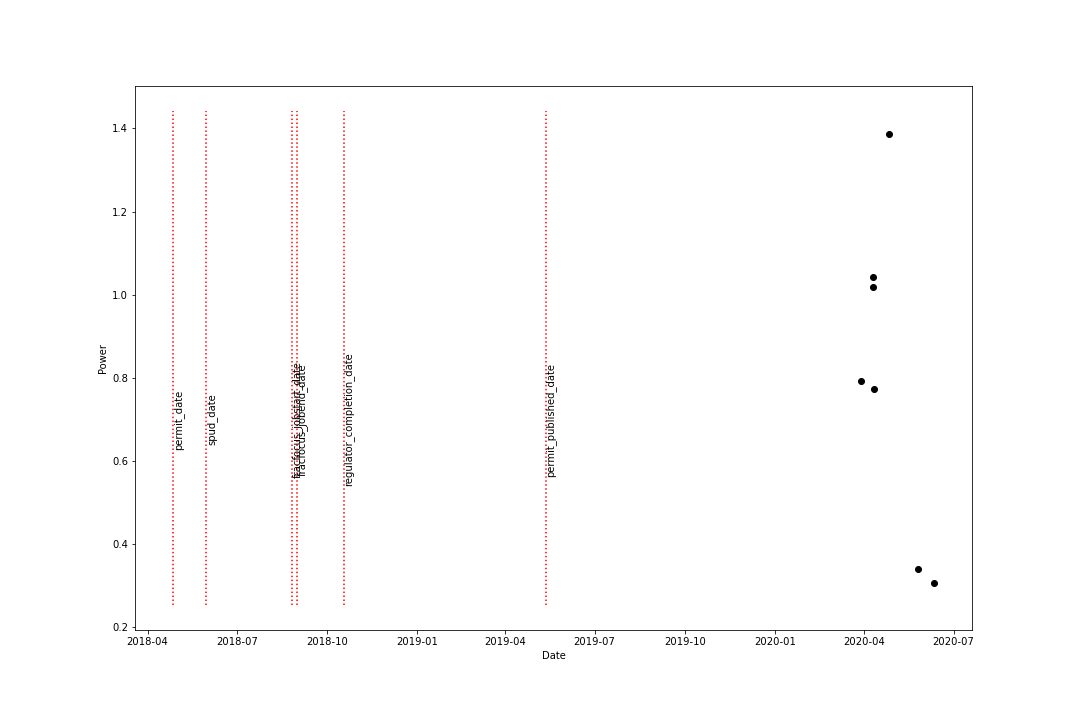 Power
1.4
1.2
1.0
0.8
0.6
0.4
0.2
permit_date
spud_date
fracfocus_jobstart_date
fracfocus_jobend_date
regulator_completion_date
permit_published_date
2018-04 2018-07 2018-10 2019-01 2019-04 2019-07 2019-10 2020-01 2020-04 2020-07
Date